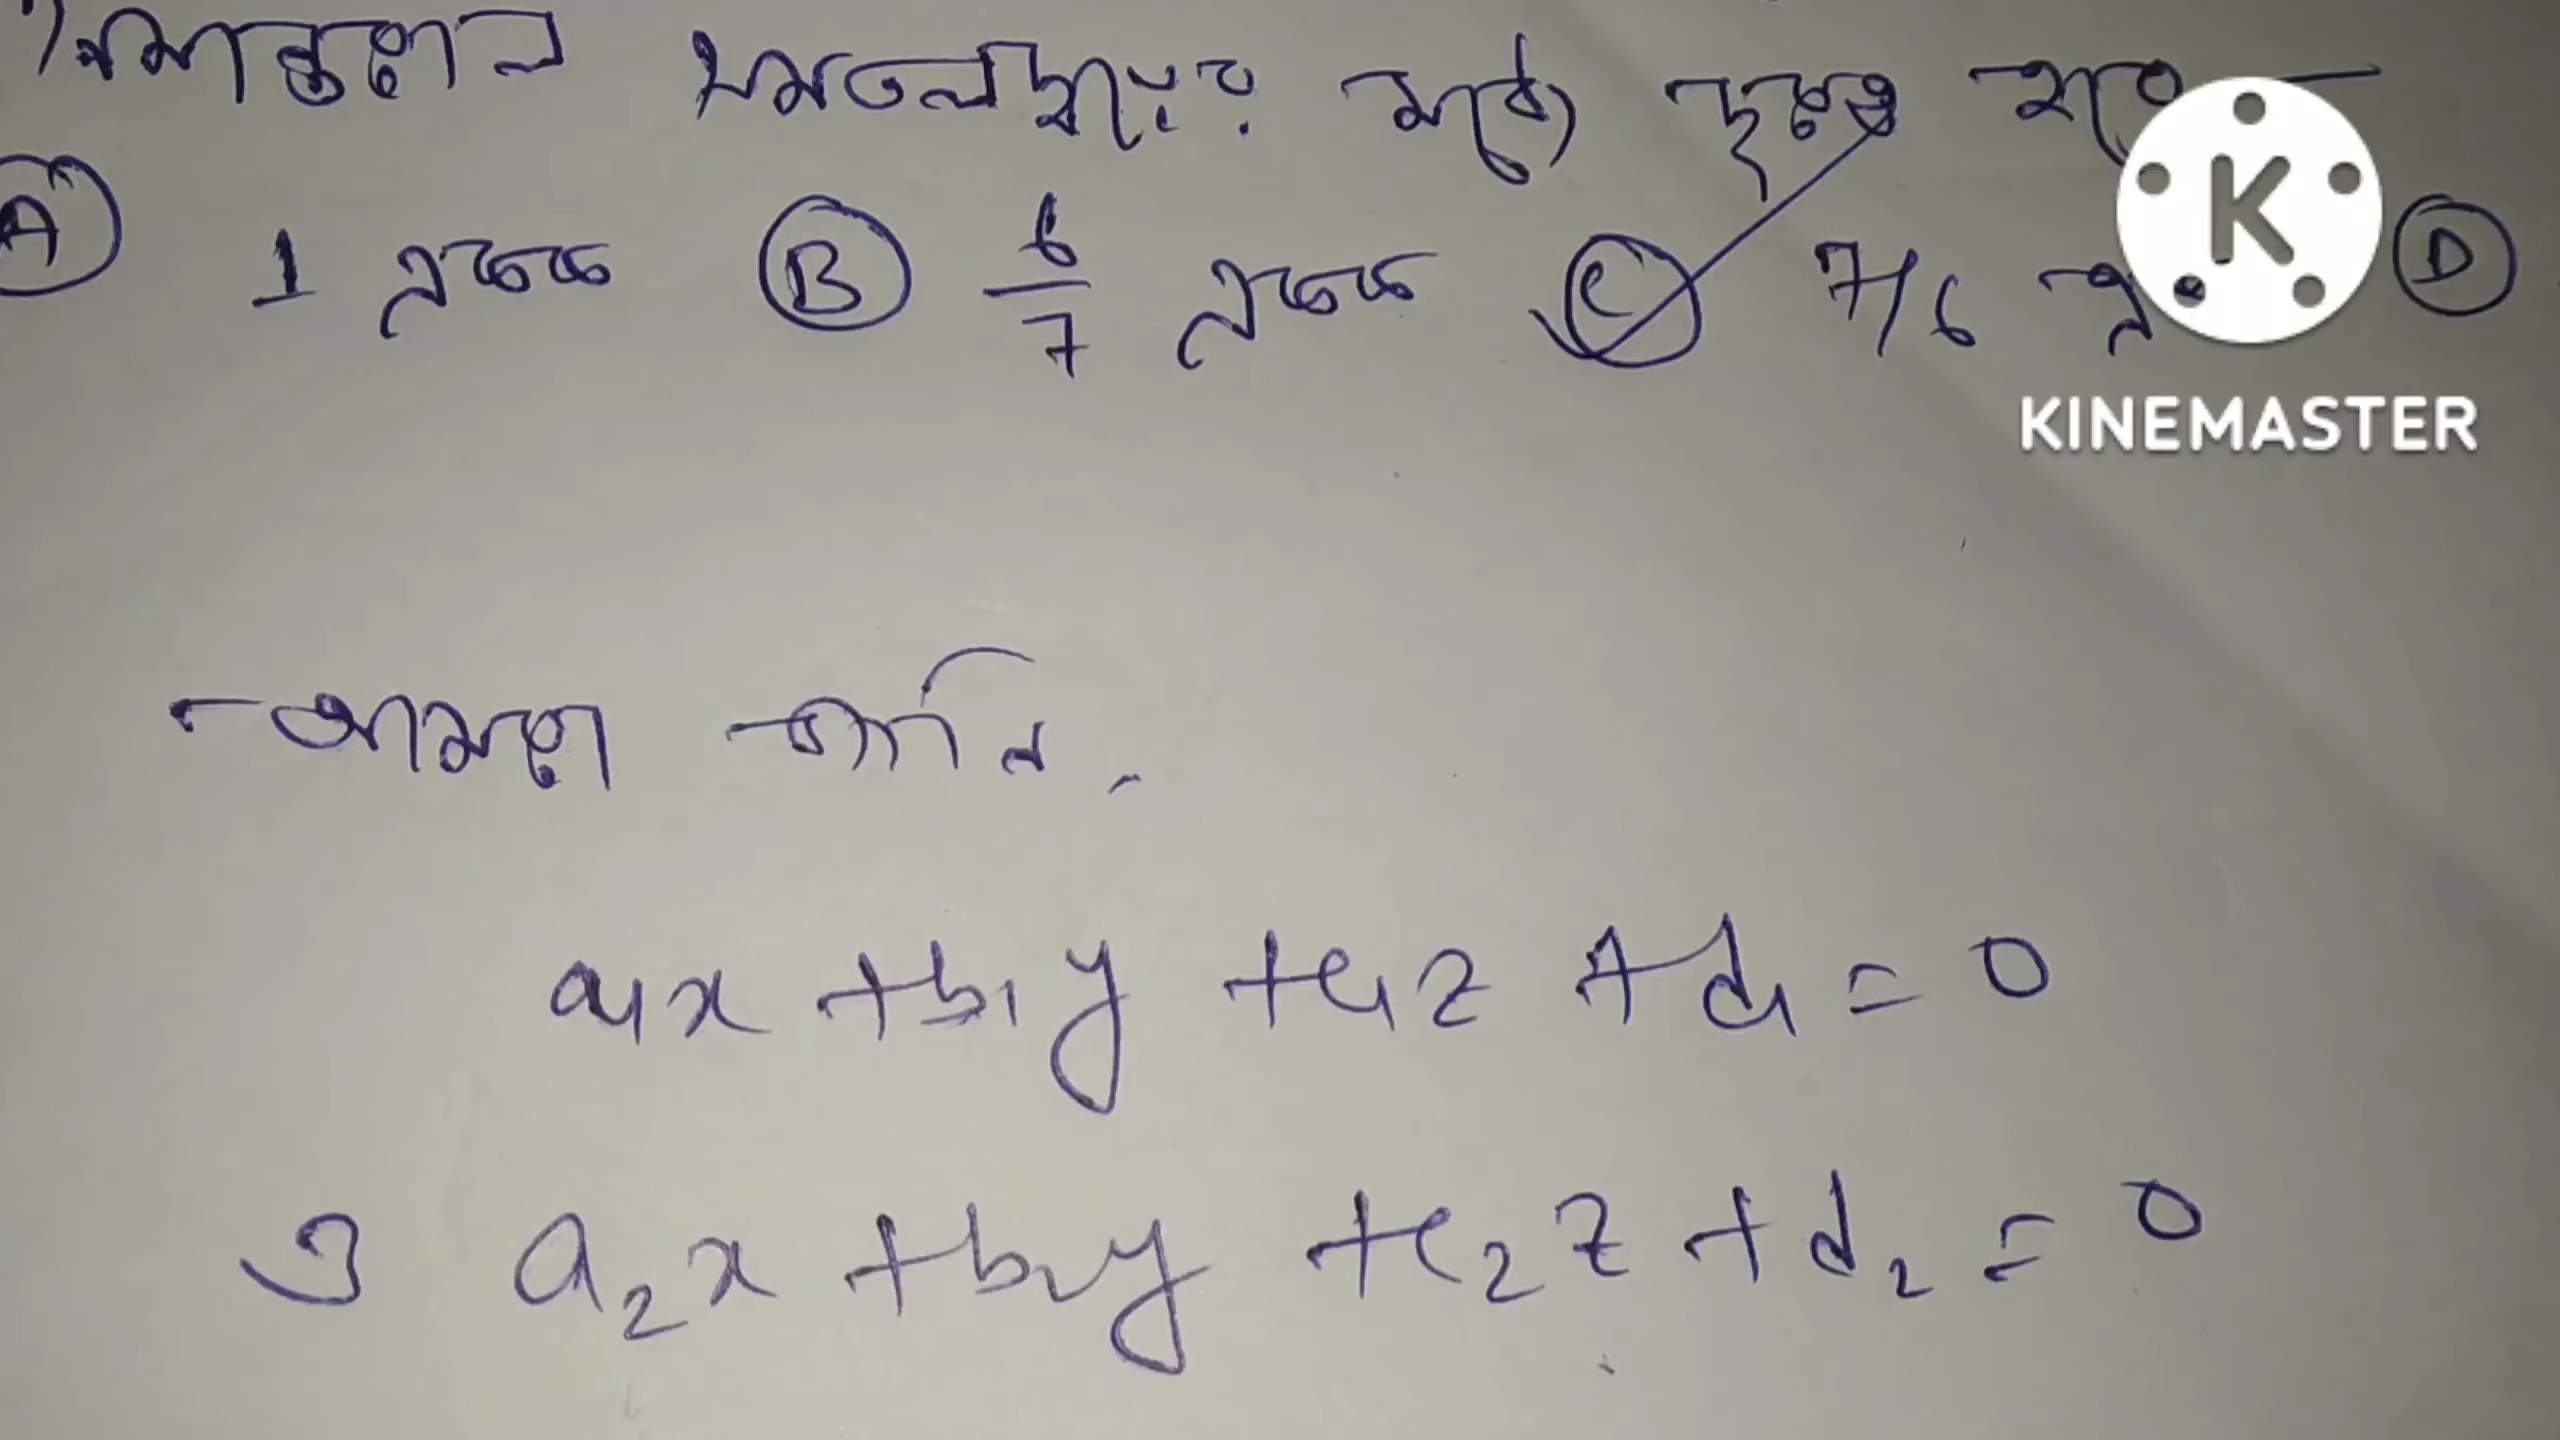 সমান্তরাল সমতলদ্বয়ের মধ্যে দূরত্ব হবে —
A 1 একক B 6/7 একক C 7/6 এ D
K
KINEMASTER
আমরা জানি,
a₁x + b₁y + c₁z + d₁ = 0
ও a₂x + b₂y + c₂z + d₂ = 0